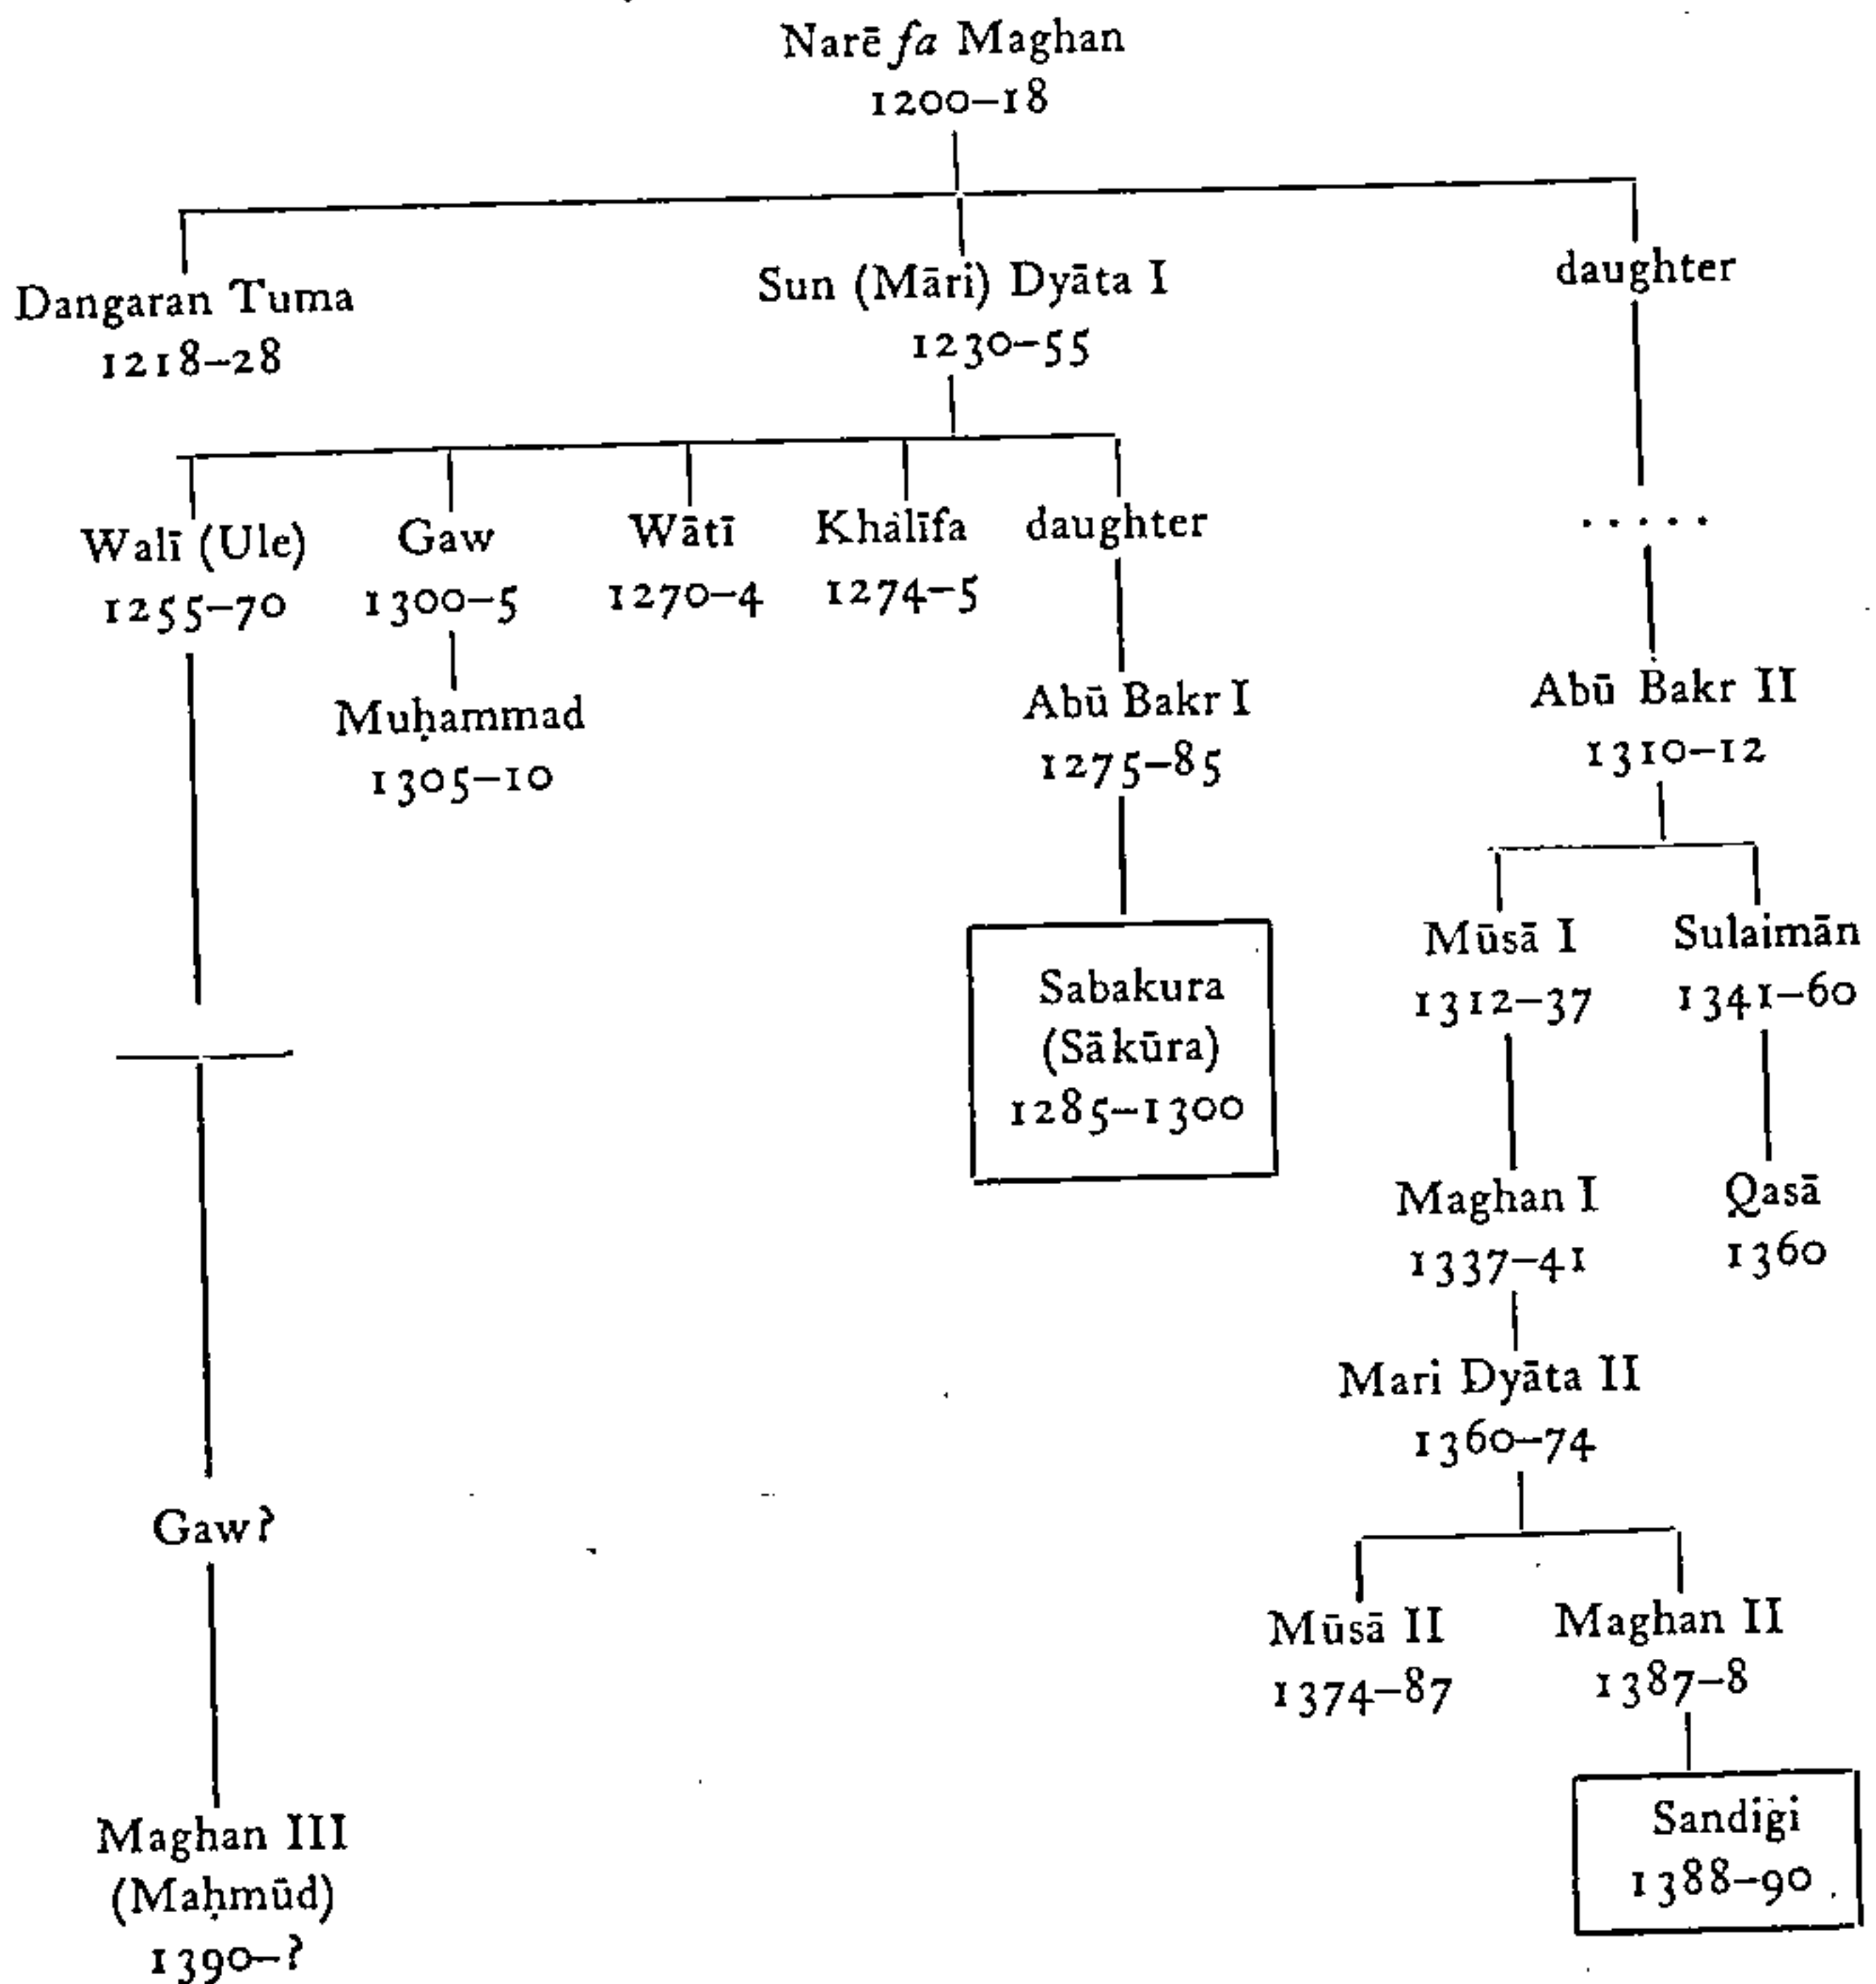 Narē fa Maghan
1200–18
Dangaran Tuma
1218–28
Sun (Māri) Dyāta I
1230–55
daughter
Walī (Ule)
1255–70
Gaw
1300–5
Wātī
1270–4
Khalīfa
1274–5
daughter
. . . . .
Muḥammad
1305–10
Abū Bakr I
1275–85
Abū Bakr II
1310–12
Sabakura
(Sākūra)
1285–1300
Mūsā I
1312–37
Sulaimān
1341–60
Maghan I
1337–41
Qasā
1360
Mari Dyāta II
1360–74
Gaw?
Mūsā II
1374–87
Maghan II
1387–8
Maghan III
(Maḥmūd)
1390–?
Sandigi
1388–90